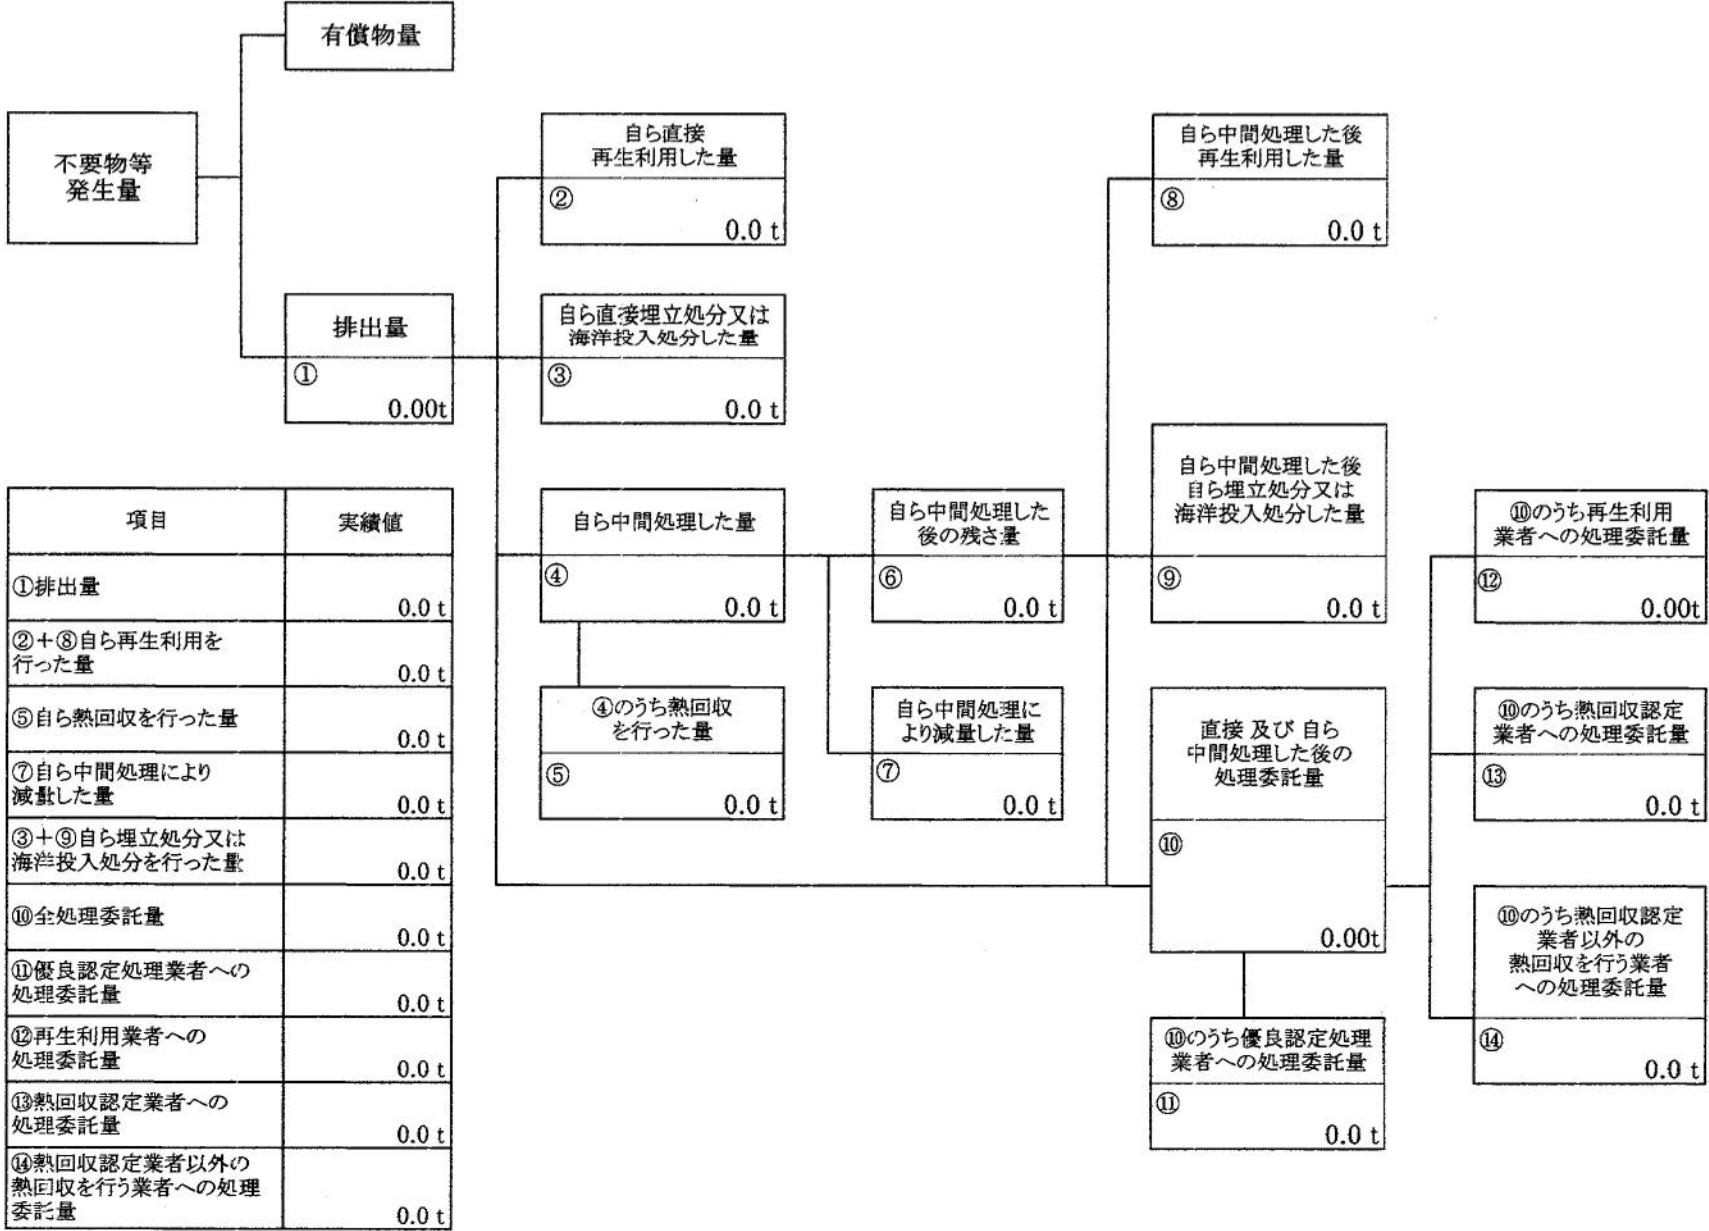 有償物量
不要物等
発生量
排出量
①
0.00t
自ら直接
再生利用した量
②
0.0 t
自ら直接埋立処分又は
海洋投入処分した量
③
0.0 t
自ら中間処理した量
④
0.0 t
④のうち熱回収
を行った量
⑤
0.0 t
自ら中間処理した
後の残さ量
⑥
0.0 t
自ら中間処理に
より減量した量
⑦
0.0 t
自ら中間処理した後
再生利用した量
⑧
0.0 t
自ら中間処理した後
自ら埋立処分又は
海洋投入処分した量
⑨
0.0 t
直接 及び 自ら
中間処理した後の
処理委託量
⑩
0.00t
⑩のうち優良認定処理
業者への処理委託量
⑪
0.0 t
⑩のうち再生利用
業者への処理委託量
⑫
0.00t
⑩のうち熱回収認定
業者への処理委託量
⑬
0.0 t
⑩のうち熱回収認定
業者以外の
熱回収を行う業者
への処理委託量
⑭
0.0 t
項目
実績値
①排出量
0.0 t
②＋⑧自ら再生利用を
行った量
0.0 t
⑤自ら熱回収を行った量
0.0 t
⑦自ら中間処理により
減量した量
0.0 t
③＋⑨自ら埋立処分又は
海洋投入処分を行った量
0.0 t
⑩全処理委託量
0.0 t
⑪優良認定処理業者への
処理委託量
0.0 t
⑫再生利用業者への
処理委託量
0.0 t
⑬熱回収認定業者への
処理委託量
0.0 t
⑭熱回収認定業者以外の
熱回収を行う業者への処理
委託量
0.0 t